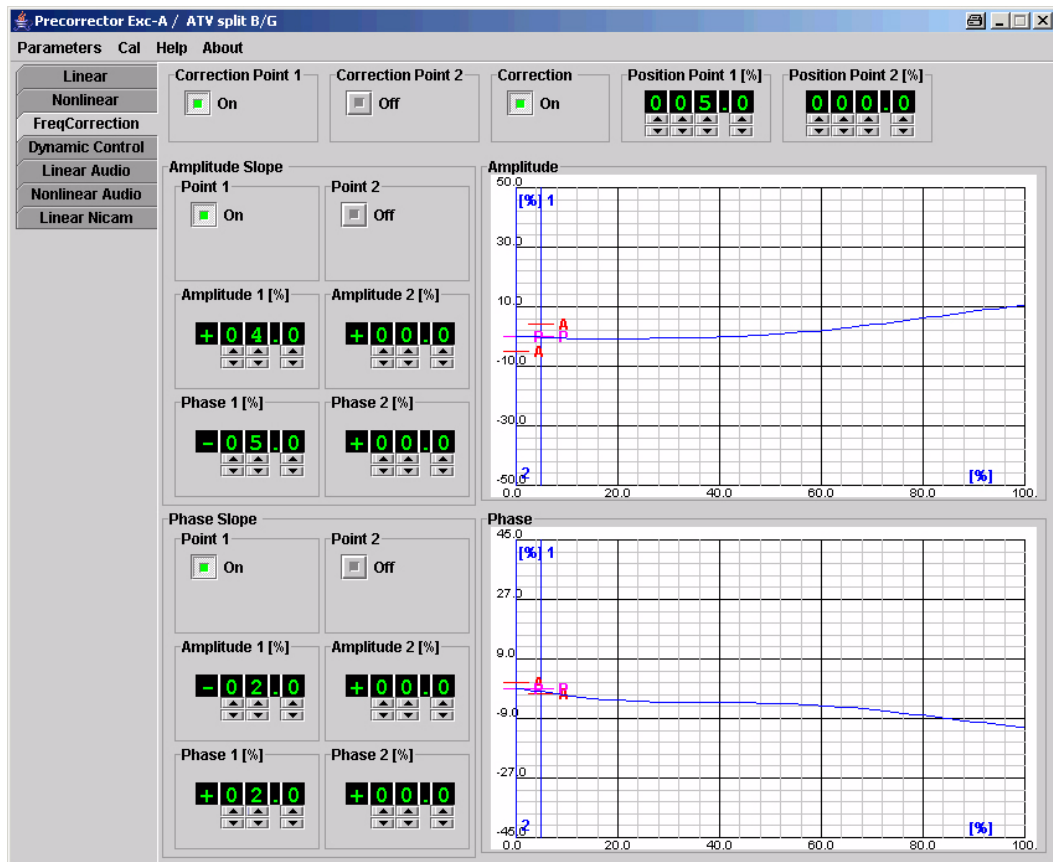 Precorrector Exc-A / ATV split B/G
Parameters Cal Help About
Linear
Nonlinear
FreqCorrection
Dynamic Control
Linear Audio
Nonlinear Audio
Linear Nicam
Correction Point 1
On
Correction Point 2
Off
Correction
On
Position Point 1 [%]
005.0
Position Point 2 [%]
000.0
Amplitude Slope
Point 1
On
Point 2
Off
Amplitude 1 [%]
+04.0
Amplitude 2 [%]
+00.0
Phase 1 [%]
-05.0
Phase 2 [%]
+00.0
Amplitude
50.0
[%] 1
30.0
10.0
A
P P
A
-10.0
-30.0
-50.0
2
[%]
0.0 20.0 40.0 60.0 80.0 100.
Phase Slope
Point 1
On
Point 2
Off
Amplitude 1 [%]
-02.0
Amplitude 2 [%]
+00.0
Phase 1 [%]
+02.0
Phase 2 [%]
+00.0
Phase
45.0
[%] 1
27.0
9.0
A
P P
A
-9.0
-27.0
-45.0
2
[%]
0.0 20.0 40.0 60.0 80.0 100.